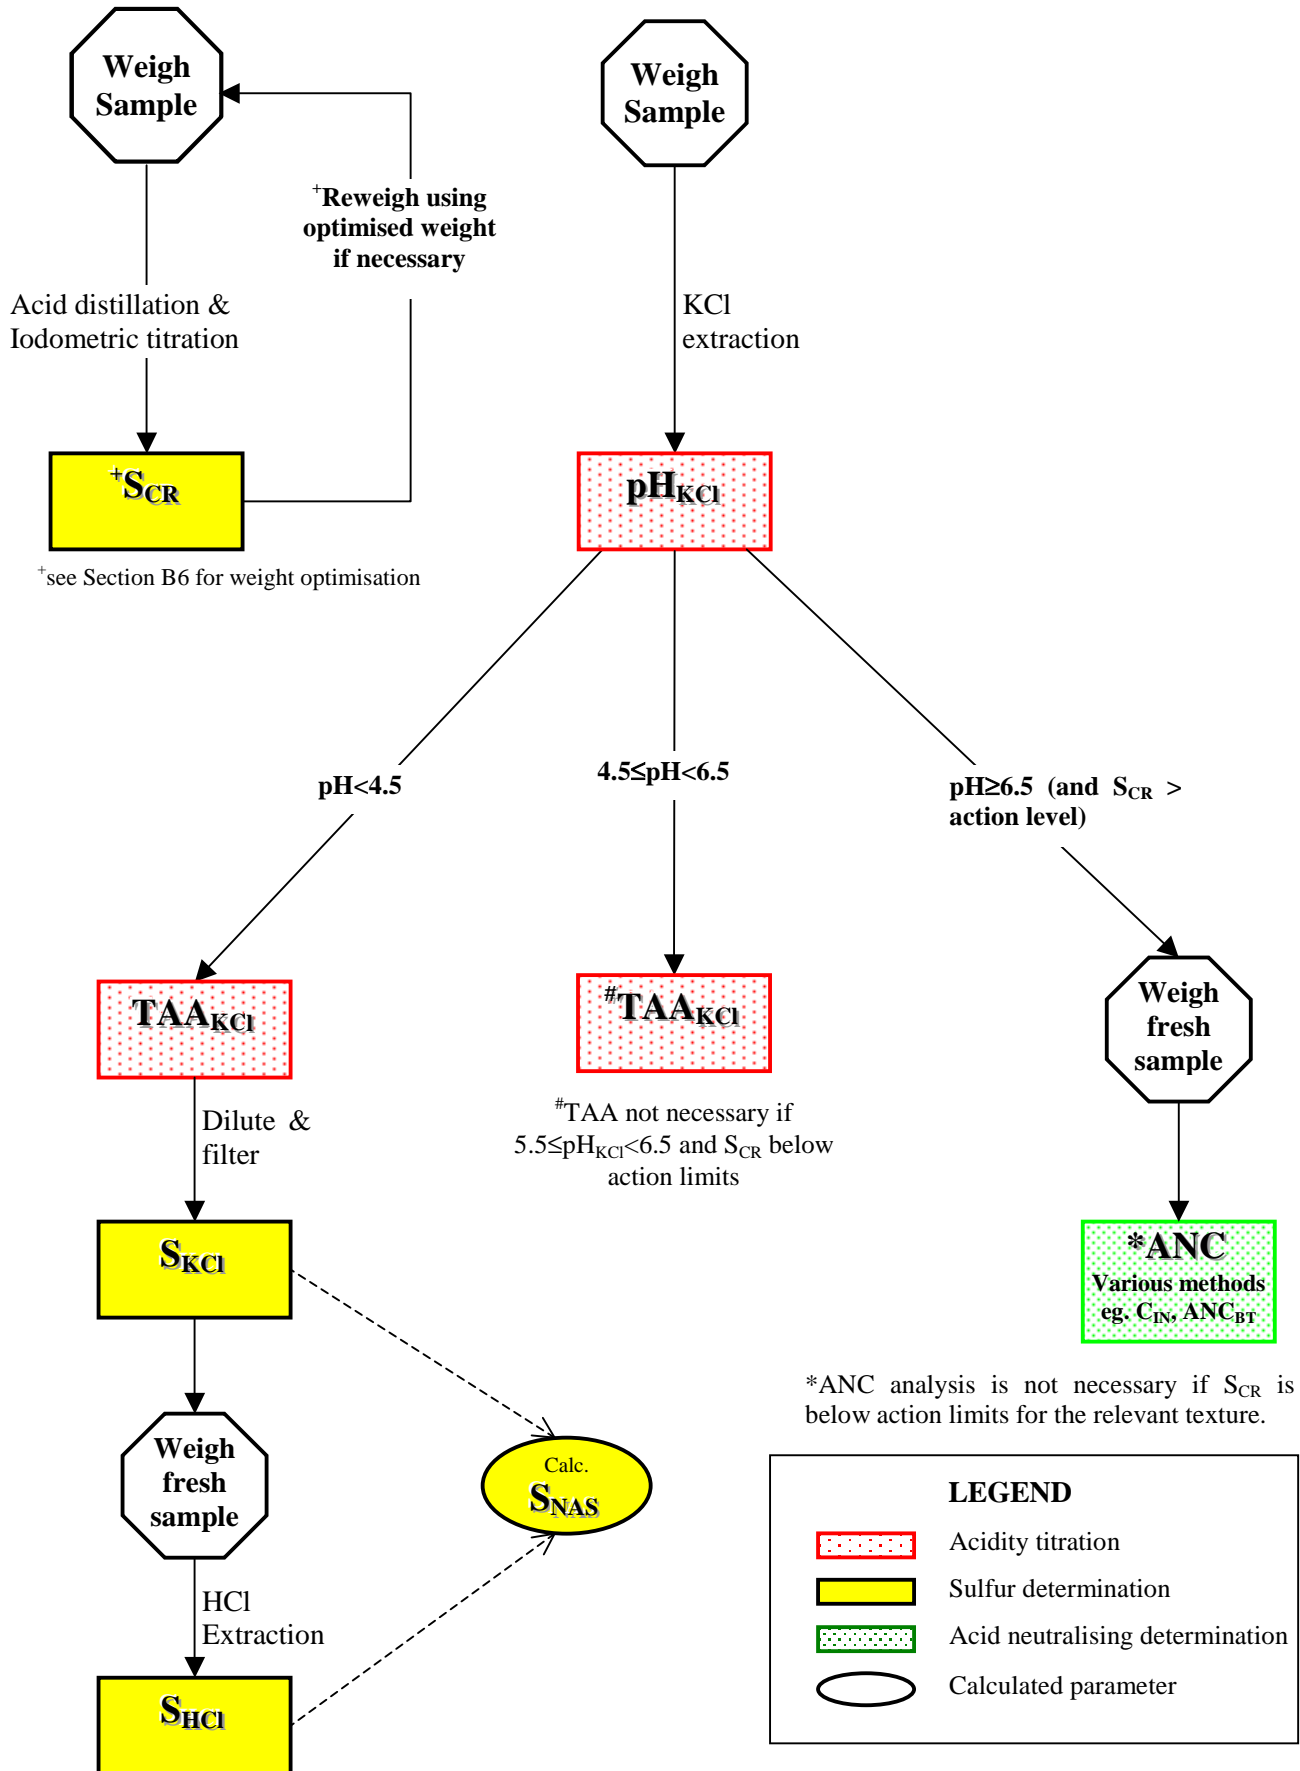 Weigh
Sample
Weigh
Sample
+Reweigh using
optimised weight
if necessary
Acid distillation &
Iodometric titration
KCl
extraction
+SCR
pHKCl
+see Section B6 for weight optimisation
pH<4.5
4.5≤pH<6.5
pH≥6.5 (and SCR >
action level)
TAAKCl
#TAAKCl
Weigh
fresh
sample
Dilute &
filter
#TAA not necessary if
5.5≤pHKCl<6.5 and SCR below
action limits
SKCl
*ANC
Various methods
eg. CIN, ANCBT
*ANC analysis is not necessary if SCR is
below action limits for the relevant texture.
Weigh
fresh
sample
Calc.
SNAS
HCl
Extraction
SHCl
LEGEND
Acidity titration
Sulfur determination
Acid neutralising determination
Calculated parameter